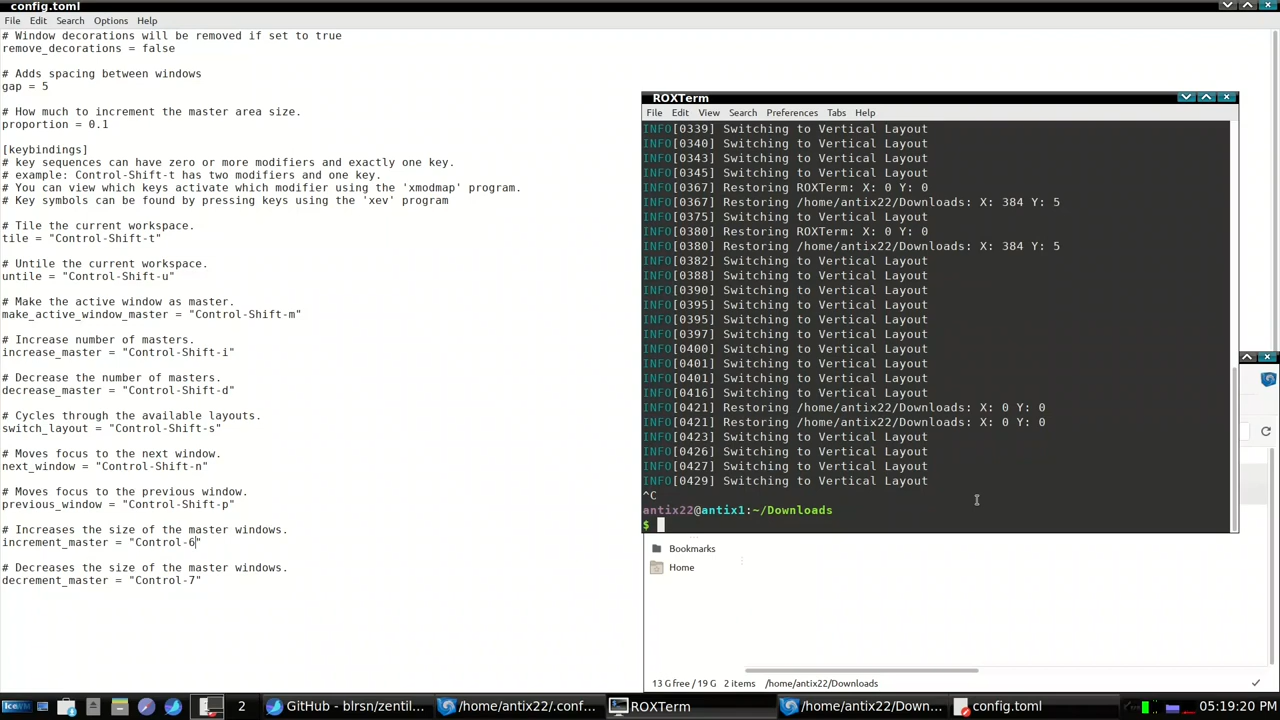 config.toml
File Edit Search Options Help
# Window decorations will be removed if set to true
remove_decorations = false
# Adds spacing between windows
gap = 5
# How much to increment the master area size.
proportion = 0.1
[keybindings]
# key sequences can have zero or more modifiers and exactly one key.
# example: Control-Shift-t has two modifiers and one key.
# You can view which keys activate which modifier using the 'xmodmap' program.
# Key symbols can be found by pressing keys using the 'xev' program
# Tile the current workspace.
tile = "Control-Shift-t"
# Untile the current workspace.
untile = "Control-Shift-u"
# Make the active window as master.
make_active_window_master = "Control-Shift-m"
# Increase number of masters.
increase_master = "Control-Shift-i"
# Decrease the number of masters.
decrease_master = "Control-Shift-d"
# Cycles through the available layouts.
switch_layout = "Control-Shift-s"
# Moves focus to the next window.
next_window = "Control-Shift-n"
# Moves focus to the previous window.
previous_window = "Control-Shift-p"
# Increases the size of the master windows.
increment_master = "Control-6"
# Decreases the size of the master windows.
decrement_master = "Control-7"
ROXTerm
File Edit View Search Preferences Tabs Help
INFO[0339] Switching to Vertical Layout
INFO[0340] Switching to Vertical Layout
INFO[0343] Switching to Vertical Layout
INFO[0345] Switching to Vertical Layout
INFO[0367] Restoring ROXTerm: X: 0 Y: 0
INFO[0367] Restoring /home/antix22/Downloads: X: 384 Y: 5
INFO[0375] Switching to Vertical Layout
INFO[0380] Restoring ROXTerm: X: 0 Y: 0
INFO[0380] Restoring /home/antix22/Downloads: X: 384 Y: 5
INFO[0382] Switching to Vertical Layout
INFO[0388] Switching to Vertical Layout
INFO[0390] Switching to Vertical Layout
INFO[0395] Switching to Vertical Layout
INFO[0395] Switching to Vertical Layout
INFO[0397] Switching to Vertical Layout
INFO[0400] Switching to Vertical Layout
INFO[0401] Switching to Vertical Layout
INFO[0401] Switching to Vertical Layout
INFO[0416] Switching to Vertical Layout
INFO[0421] Restoring /home/antix22/Downloads: X: 0 Y: 0
INFO[0421] Restoring /home/antix22/Downloads: X: 0 Y: 0
INFO[0423] Switching to Vertical Layout
INFO[0426] Switching to Vertical Layout
INFO[0427] Switching to Vertical Layout
INFO[0429] Switching to Vertical Layout
^C
antix22@antix1:~/Downloads
$
Bookmarks
Home
13 G free / 19 G 2 items /home/antix22/Downloads
IceWM 2 GitHub - blrsn/zentil... /home/antix22/.conf... ROXTerm /home/antix22/Down... config.toml 05:19:20 PM